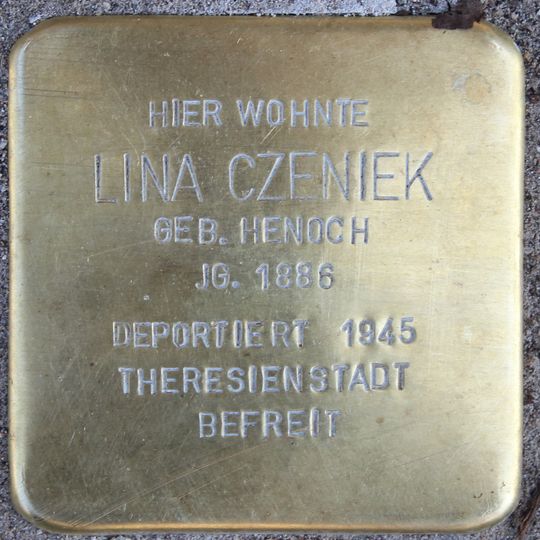 HIER WOHNTE
LINA CZENIEK
GEB. HENOCH
JG. 1886
DEPORTIERT 1945
THERESIENSTADT
BEFREIT